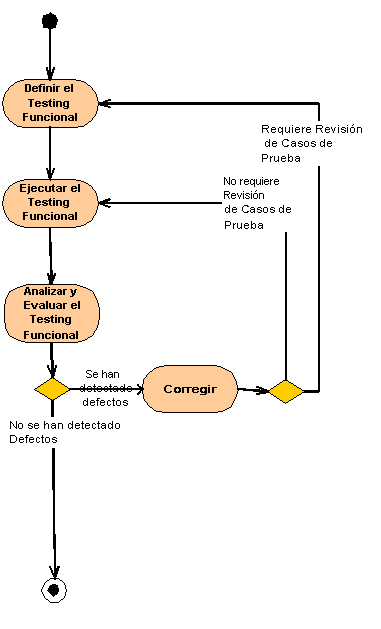 Definir el
Testing
Funcional
Requiere Revisión
de Casos de
Prueba
Ejecutar el
Testing
Funcional
No requiere
Revisión
de Casos de
Prueba
Analizar y
Evaluar el
Testing
Funcional
Se han
detectado
defectos
Corregir
No se han detectado
Defectos